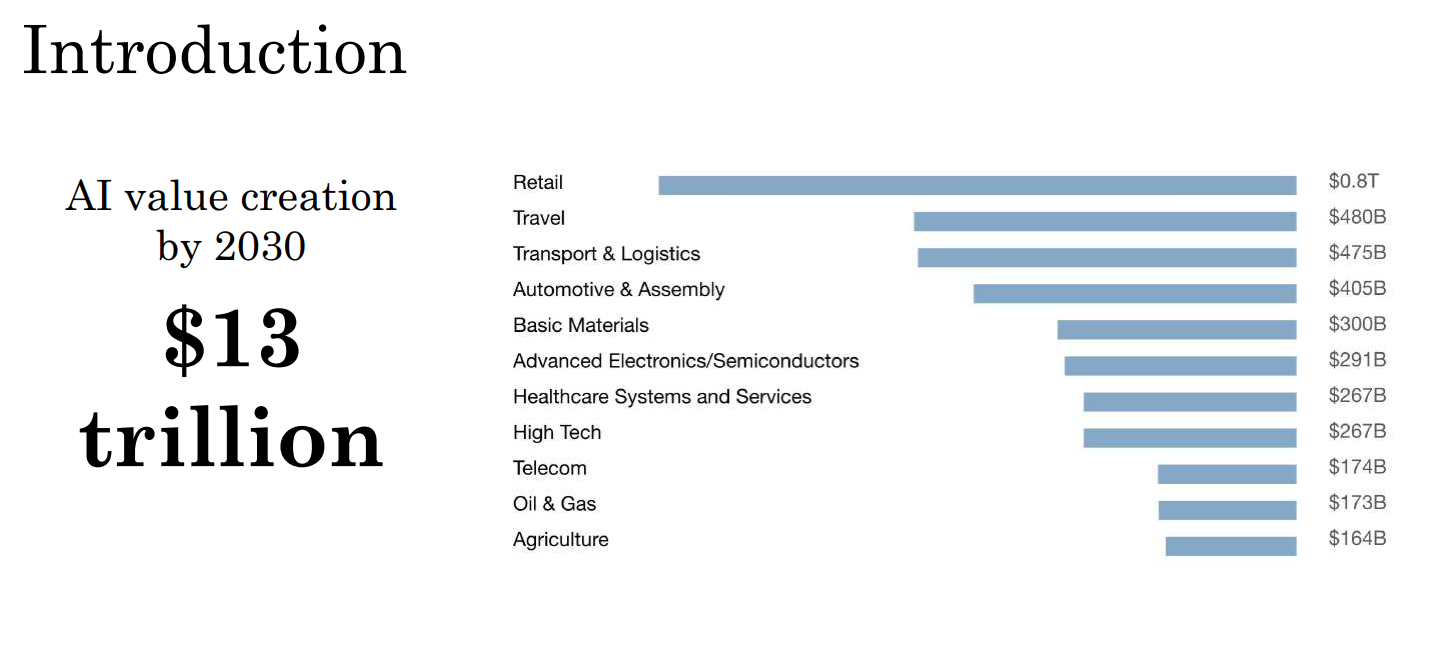 Introduction
AI value creation
by 2030
$13
trillion
Retail $0.8T
Travel $480B
Transport & Logistics $475B
Automotive & Assembly $405B
Basic Materials $300B
Advanced Electronics/Semiconductors $291B
Healthcare Systems and Services $267B
High Tech $267B
Telecom $174B
Oil & Gas $173B
Agriculture $164B